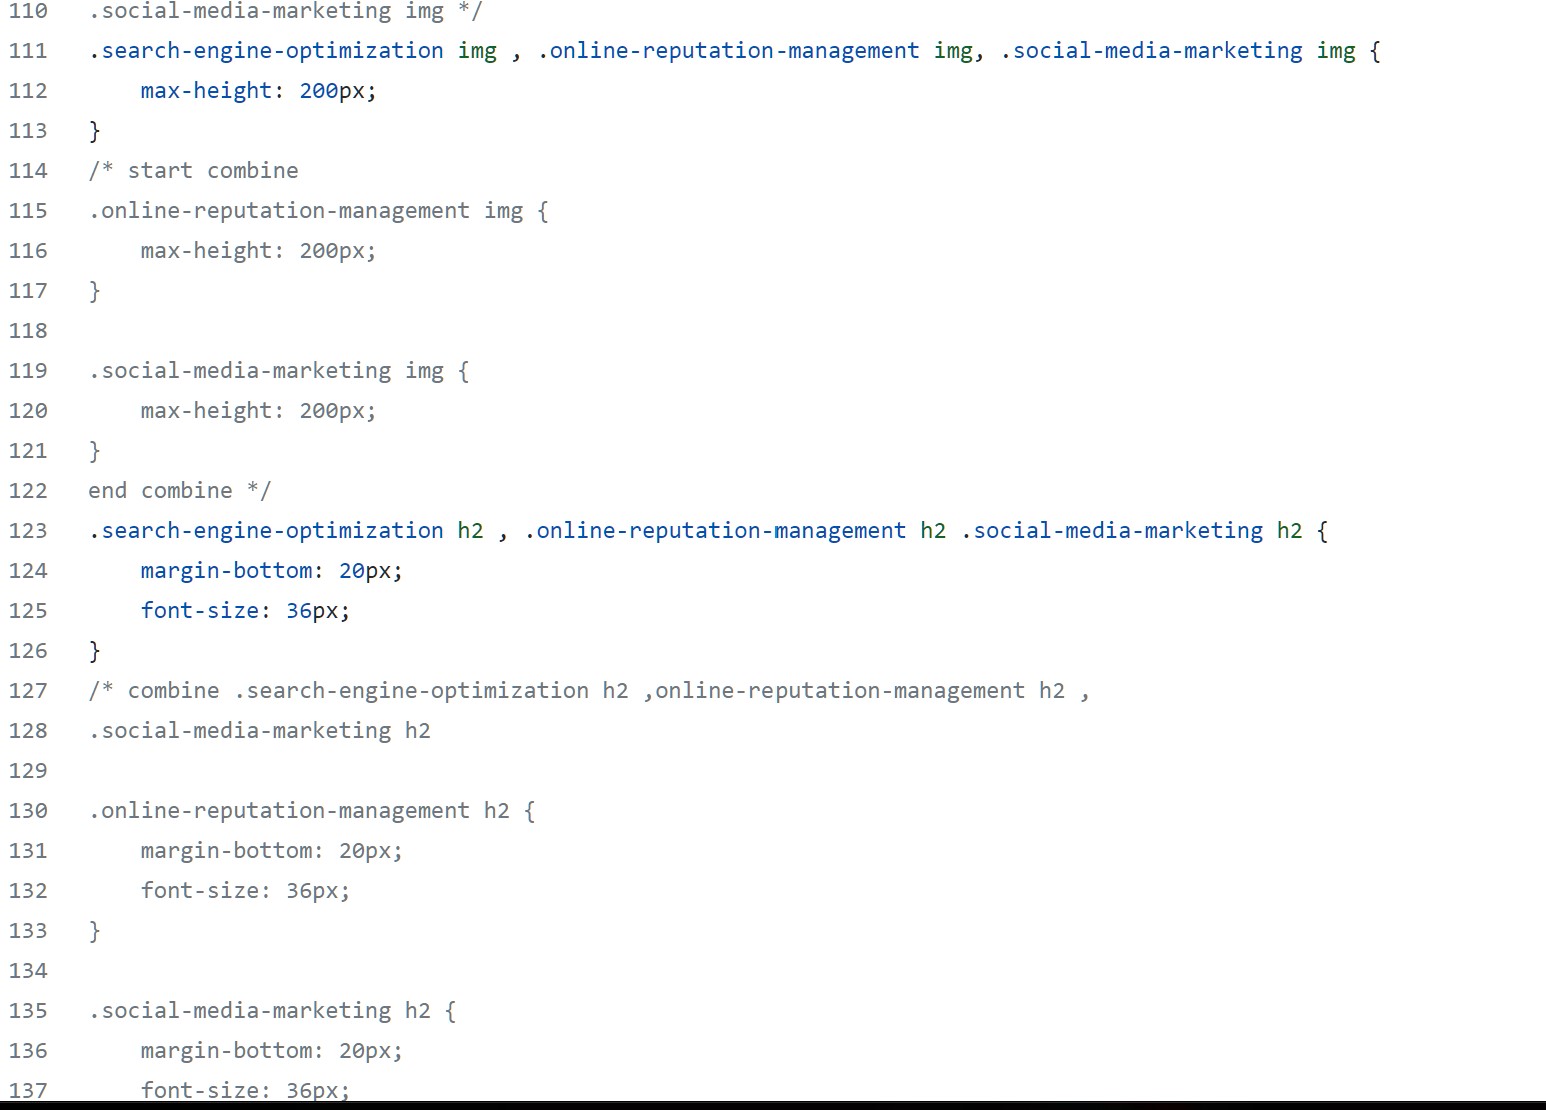 110 .social-media-marketing img */
111 .search-engine-optimization img , .online-reputation-management img, .social-media-marketing img {
112 max-height: 200px;
113 }
114 /* start combine
115 .online-reputation-management img {
116 max-height: 200px;
117 }
118
119 .social-media-marketing img {
120 max-height: 200px;
121 }
122 end combine */
123 .search-engine-optimization h2 , .online-reputation-management h2 .social-media-marketing h2 {
124 margin-bottom: 20px;
125 font-size: 36px;
126 }
127 /* combine .search-engine-optimization h2 ,online-reputation-management h2 ,
128 .social-media-marketing h2
129
130 .online-reputation-management h2 {
131 margin-bottom: 20px;
132 font-size: 36px;
133 }
134
135 .social-media-marketing h2 {
136 margin-bottom: 20px;
137 font-size: 36px;